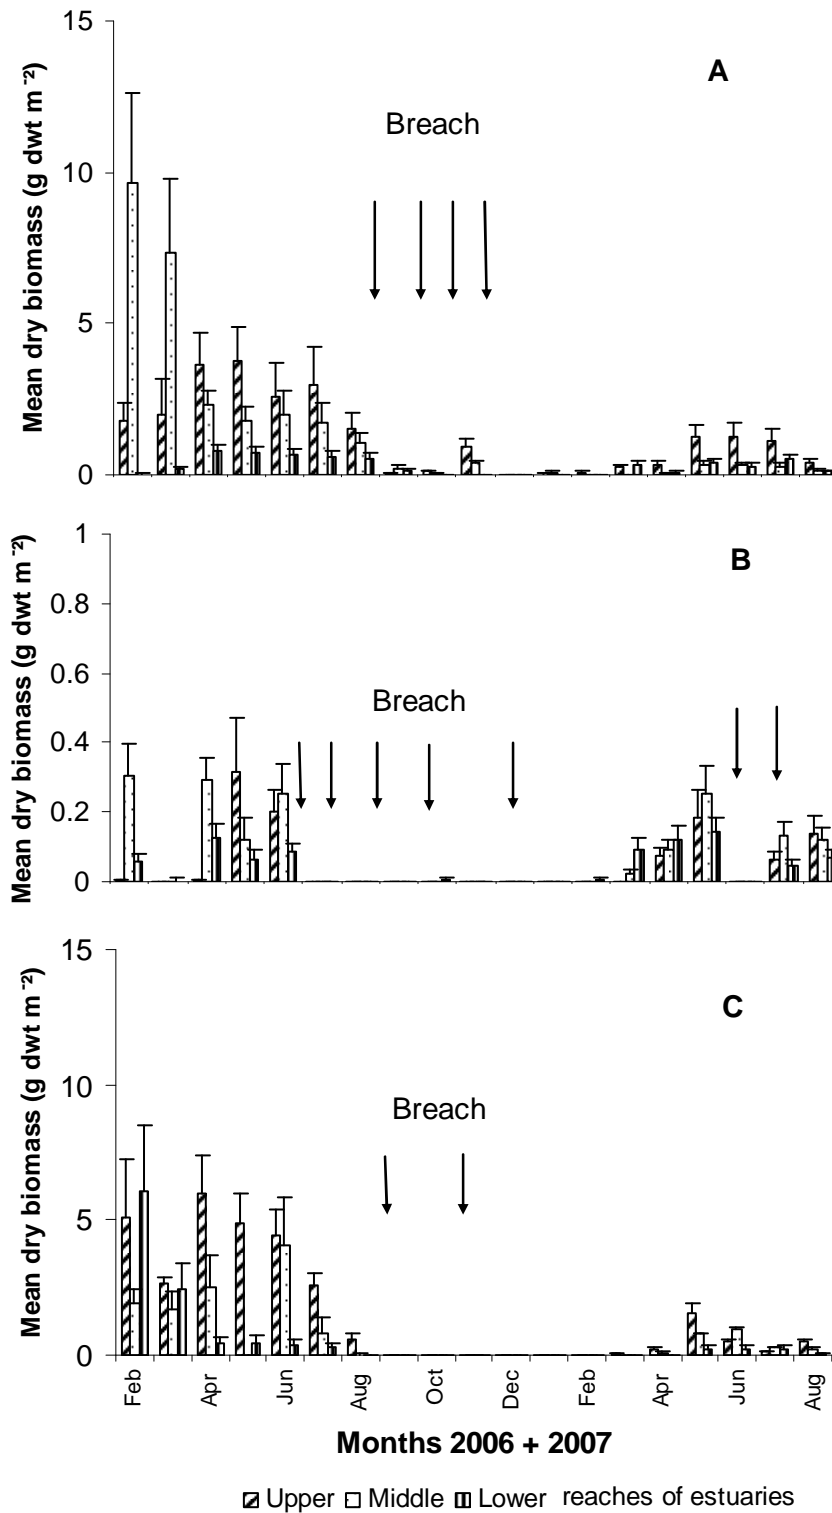 15
A
Breach
10
5
0
Mean dry biomass (g dwt m⁻²)
1
B
0.8
0.6
Breach
0.4
0.2
0
Mean dry biomass (g dwt m⁻²)
15
C
10
Breach
5
0
Mean dry biomass (g dwt m⁻²)
Feb Apr Jun Aug Oct Dec Feb Apr Jun Aug
Months 2006 + 2007
Upper Middle Lower reaches of estuaries